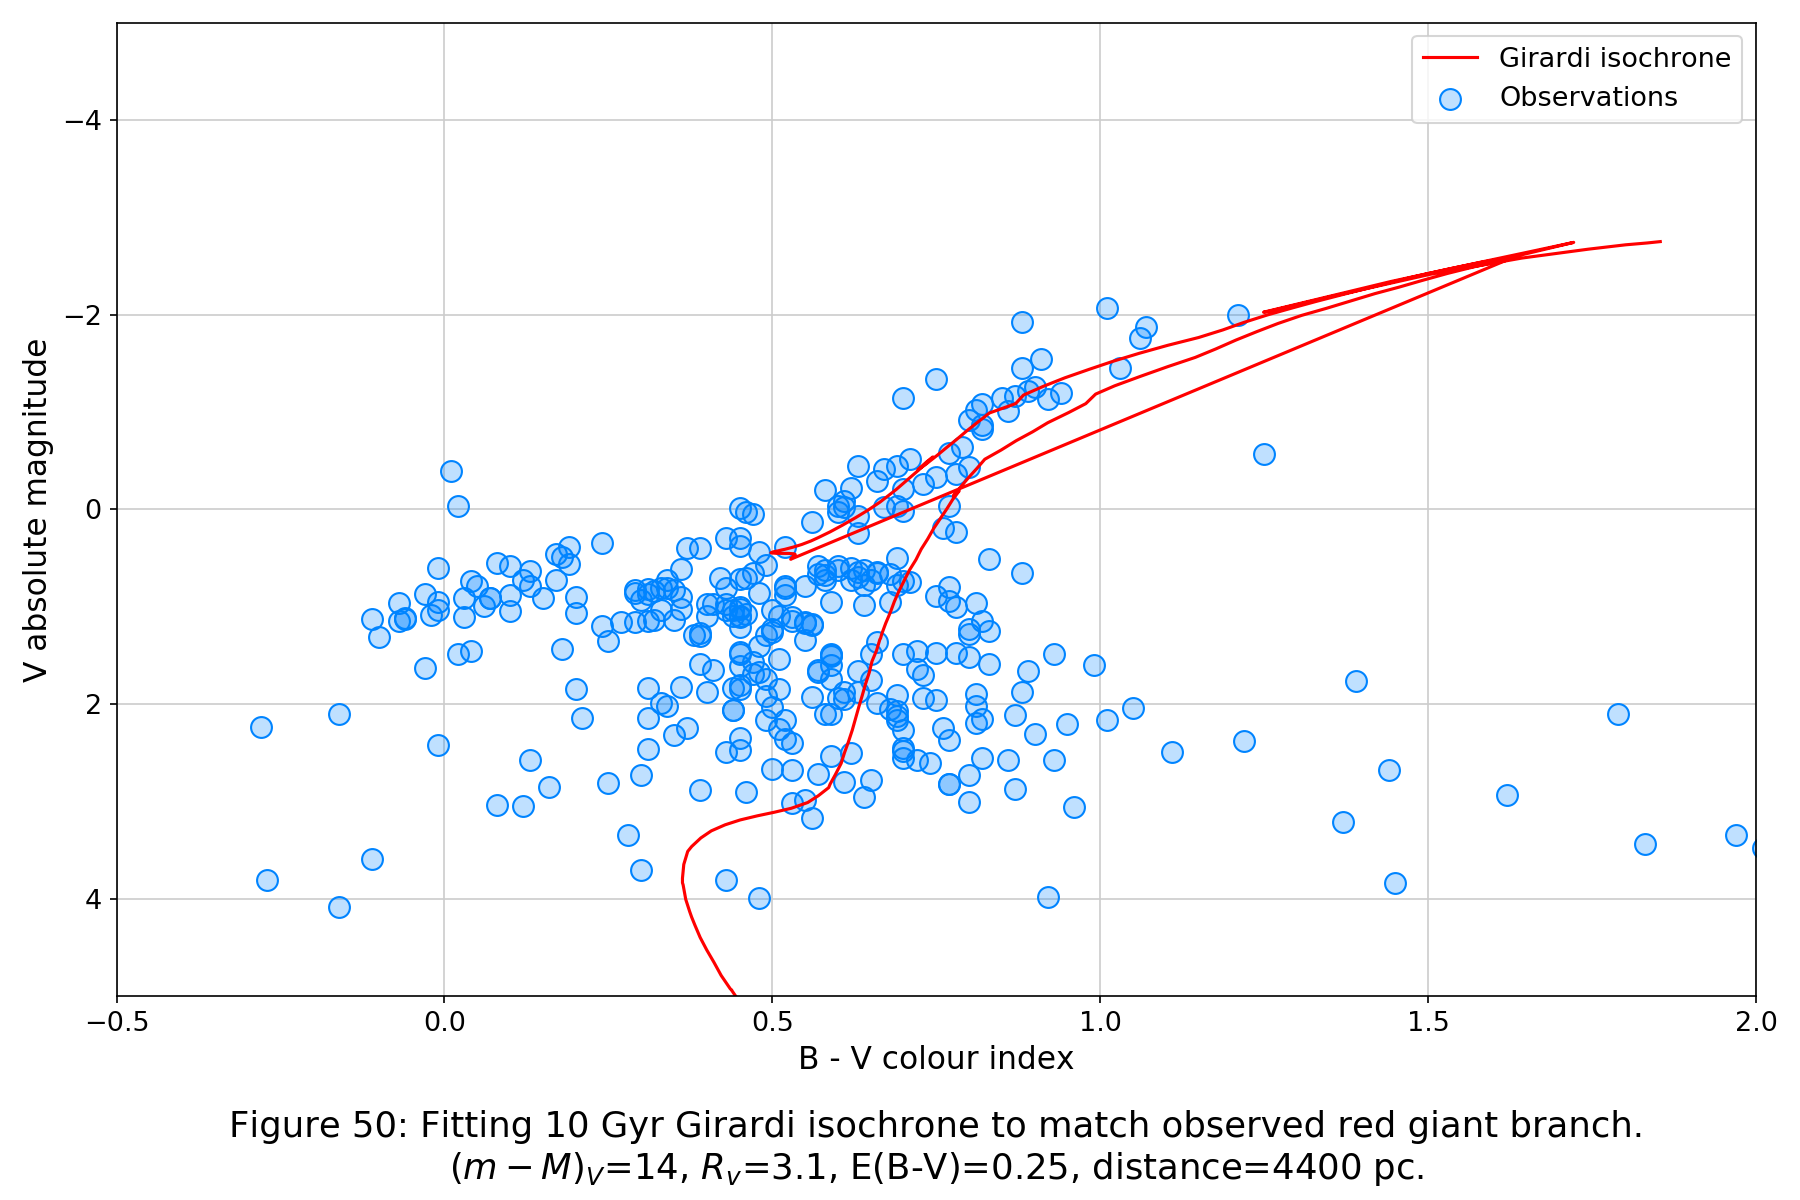 Girardi isochrone
Observations
−4
−2
0
2
4
V absolute magnitude
−0.5 0.0 0.5 1.0 1.5 2.0
B - V colour index
Figure 50: Fitting 10 Gyr Girardi isochrone to match observed red giant branch.
(m − M)V=14, Rv=3.1, E(B-V)=0.25, distance=4400 pc.